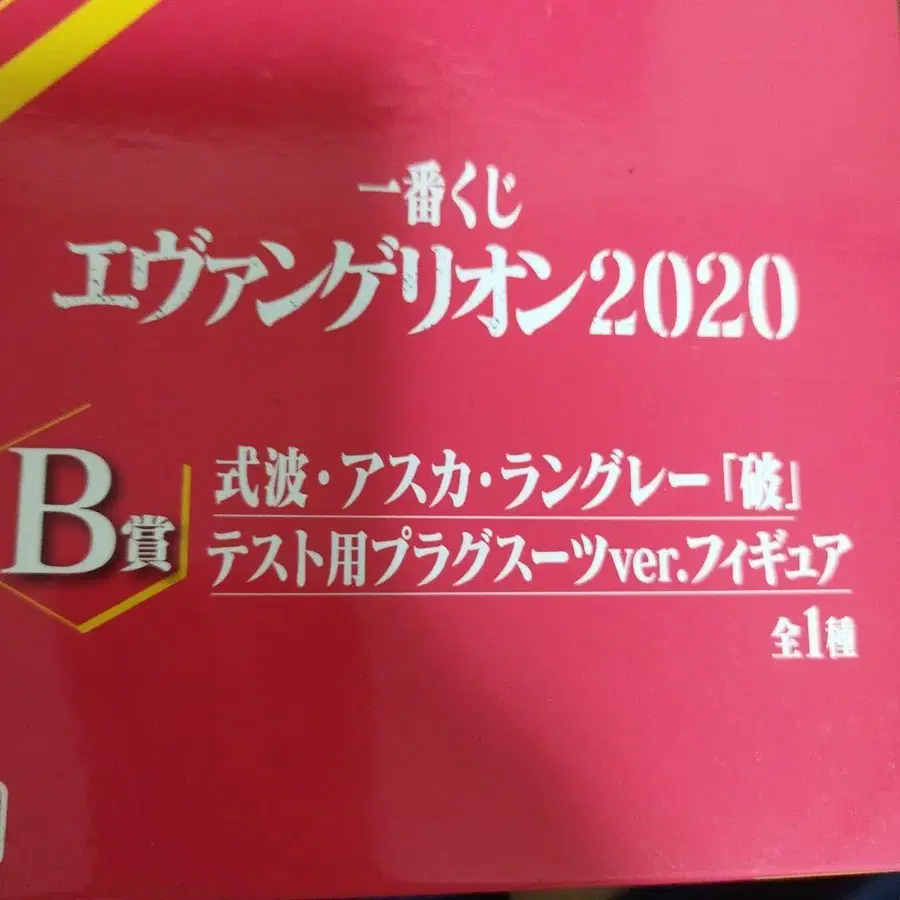 一番くじ
エヴァンゲリオン2020
B賞
式波・アスカ・ラングレー「破」
テスト用プラグスーツver.フィギュア
全1種